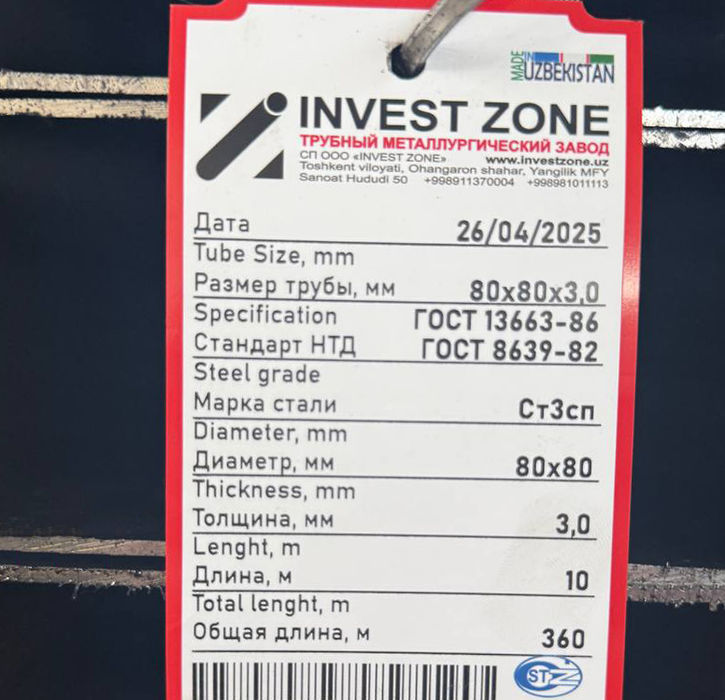 MADE IN UZBEKISTAN
INVEST ZONE
ТРУБНЫЙ МЕТАЛЛУРГИЧЕСКИЙ ЗАВОД
СП ООО «INVEST ZONE» www.investzone.uz
Toshkent viloyati, Ohangaron shahar, Yangilik MFY
Sanoat Hududi 50 +998911370004 +998981011113
Дата 26/04/2025
Tube Size, mm
Размер трубы, мм 80x80x3,0
Specification ГОСТ 13663-86
Стандарт НТД ГОСТ 8639-82
Steel grade
Марка стали Ст3сп
Diameter, mm
Диаметр, мм 80x80
Thickness, mm
Толщина, мм 3,0
Lenght, m
Длина, м 10
Total lenght, m
Общая длина, м 360